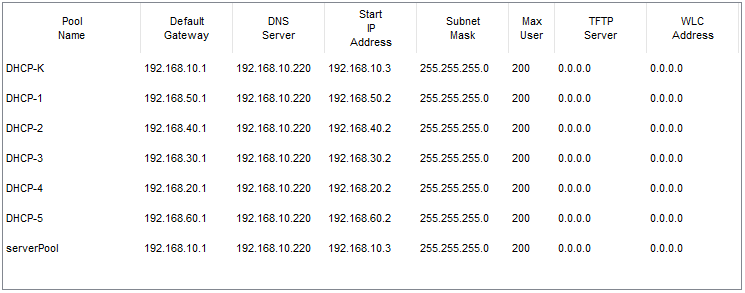 Pool Name	Default Gateway	DNS Server	Start IP Address	Subnet Mask	Max User	TFTP Server	WLC Address
DHCP-K	192.168.10.1	192.168.10.220	192.168.10.3	255.255.255.0	200	0.0.0.0	0.0.0.0
DHCP-1	192.168.50.1	192.168.10.220	192.168.50.2	255.255.255.0	200	0.0.0.0	0.0.0.0
DHCP-2	192.168.40.1	192.168.10.220	192.168.40.2	255.255.255.0	200	0.0.0.0	0.0.0.0
DHCP-3	192.168.30.1	192.168.10.220	192.168.30.2	255.255.255.0	200	0.0.0.0	0.0.0.0
DHCP-4	192.168.20.1	192.168.10.220	192.168.20.2	255.255.255.0	200	0.0.0.0	0.0.0.0
DHCP-5	192.168.60.1	192.168.10.220	192.168.60.2	255.255.255.0	200	0.0.0.0	0.0.0.0
serverPool	192.168.10.1	192.168.10.220	192.168.10.3	255.255.255.0	200	0.0.0.0	0.0.0.0